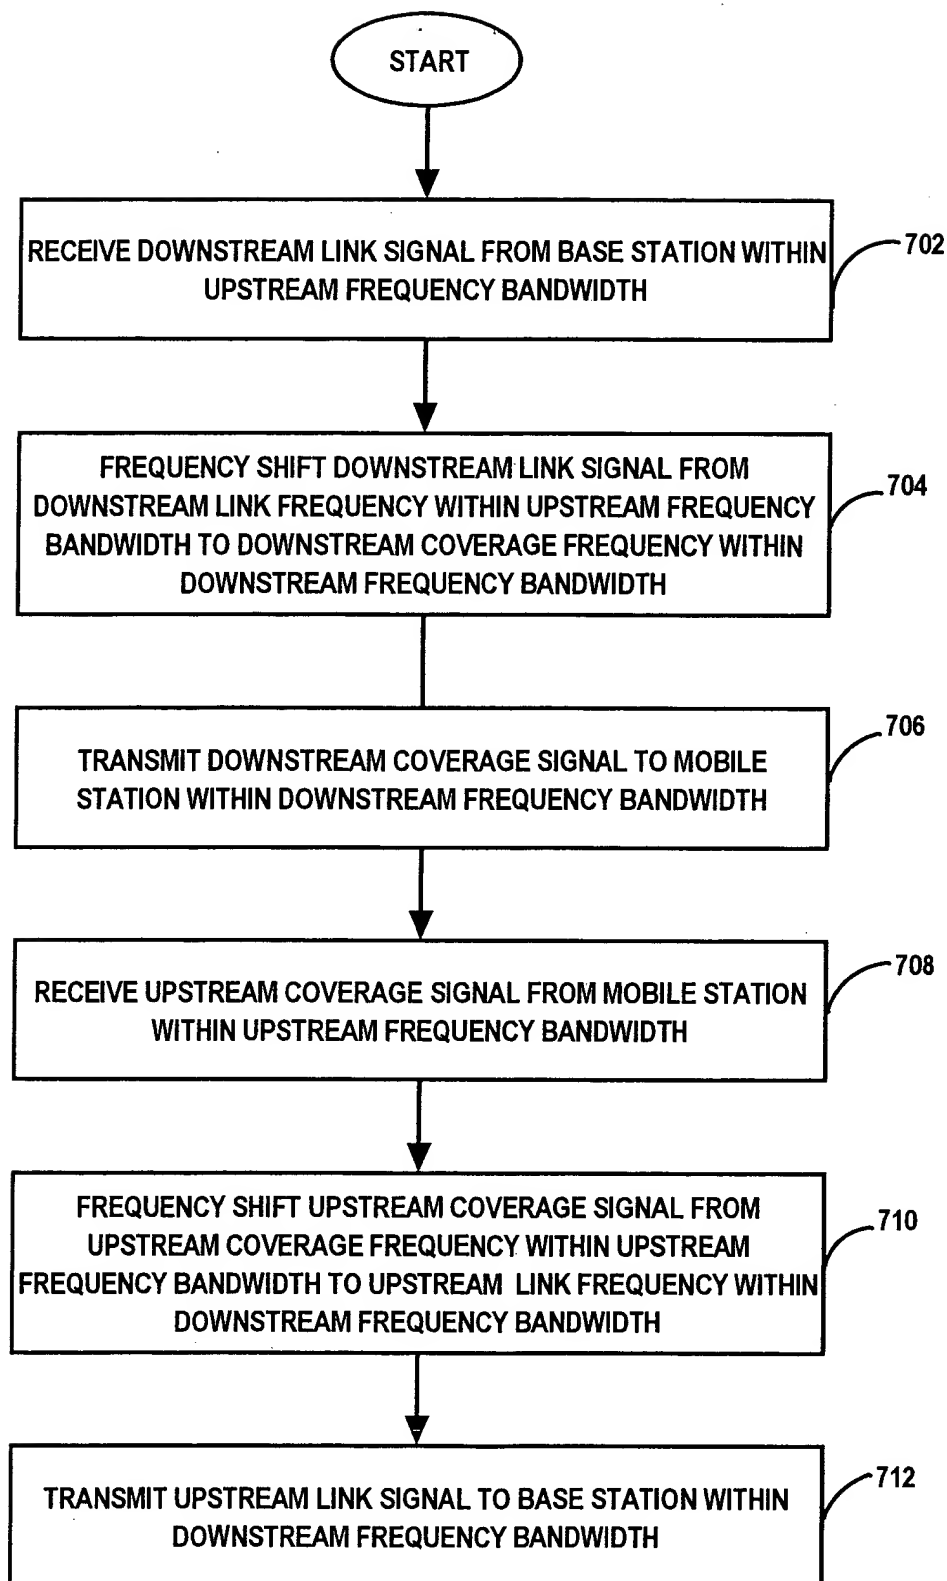 START
RECEIVE DOWNSTREAM LINK SIGNAL FROM BASE STATION WITHIN
UPSTREAM FREQUENCY BANDWIDTH
702
FREQUENCY SHIFT DOWNSTREAM LINK SIGNAL FROM
DOWNSTREAM LINK FREQUENCY WITHIN UPSTREAM FREQUENCY
BANDWIDTH TO DOWNSTREAM COVERAGE FREQUENCY WITHIN
DOWNSTREAM FREQUENCY BANDWIDTH
704
TRANSMIT DOWNSTREAM COVERAGE SIGNAL TO MOBILE
STATION WITHIN DOWNSTREAM FREQUENCY BANDWIDTH
706
RECEIVE UPSTREAM COVERAGE SIGNAL FROM MOBILE STATION
WITHIN UPSTREAM FREQUENCY BANDWIDTH
708
FREQUENCY SHIFT UPSTREAM COVERAGE SIGNAL FROM
UPSTREAM COVERAGE FREQUENCY WITHIN UPSTREAM
FREQUENCY BANDWIDTH TO UPSTREAM LINK FREQUENCY WITHIN
DOWNSTREAM FREQUENCY BANDWIDTH
710
TRANSMIT UPSTREAM LINK SIGNAL TO BASE STATION WITHIN
DOWNSTREAM FREQUENCY BANDWIDTH
712